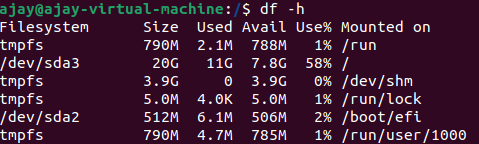 ajay@ajay-virtual-machine:/$ df -h
Filesystem      Size  Used Avail Use% Mounted on
tmpfs           790M  2.1M  788M   1% /run
/dev/sda3        20G   11G  7.8G  58% /
tmpfs           3.9G     0  3.9G   0% /dev/shm
tmpfs           5.0M  4.0K  5.0M   1% /run/lock
/dev/sda2       512M  6.1M  506M   2% /boot/efi
tmpfs           790M  4.7M  785M   1% /run/user/1000